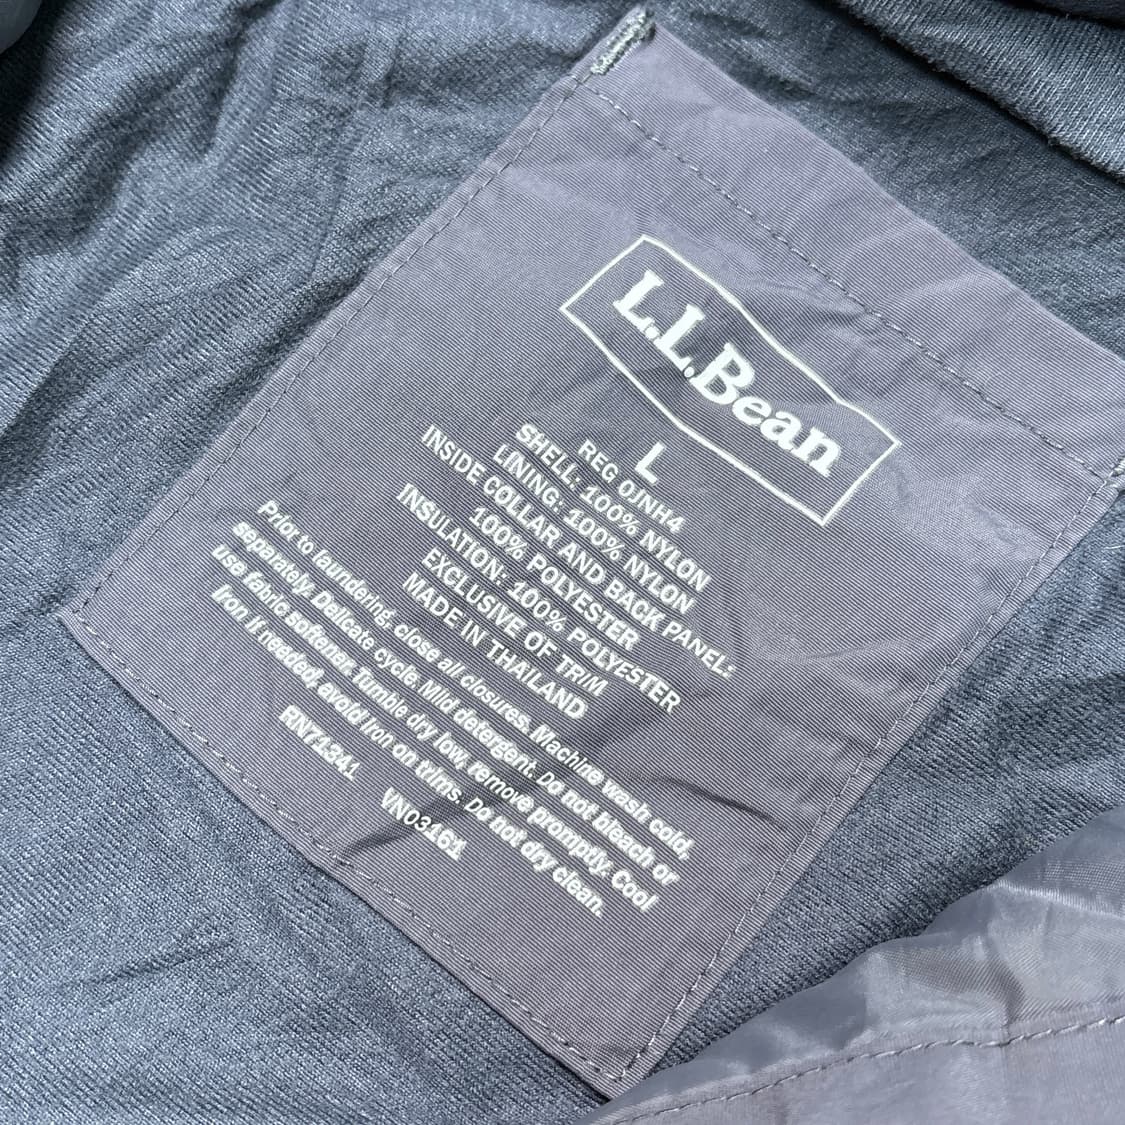 L.L.Bean
L
REG 0JNH4
SHELL: 100% NYLON
LINING: 100% NYLON
INSIDE COLLAR AND BACK PANEL:
100% POLYESTER
INSULATION: 100% POLYESTER
EXCLUSIVE OF TRIM
MADE IN THAILAND
Prior to laundering, close all closures. Machine wash cold,
separately. Delicate cycle. Mild detergent. Do not bleach or
use fabric softener. Tumble dry low, remove promptly. Cool
iron if needed, avoid iron on trims. Do not dry clean.
RN71341 VN03161